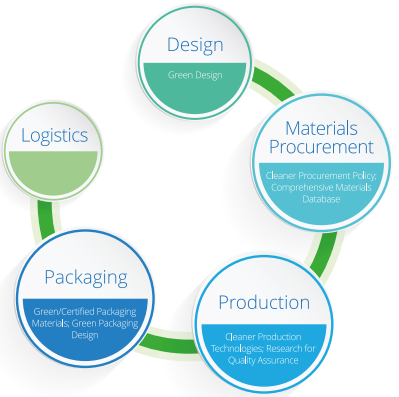 Design
Green Design
Materials
Procurement
Cleaner Procurement Policy;
Comprehensive Materials
Database
Production
Cleaner Production
Technologies; Research for
Quality Assurance
Packaging
Green/Certified Packaging
Materials; Green Packaging
Design
Logistics